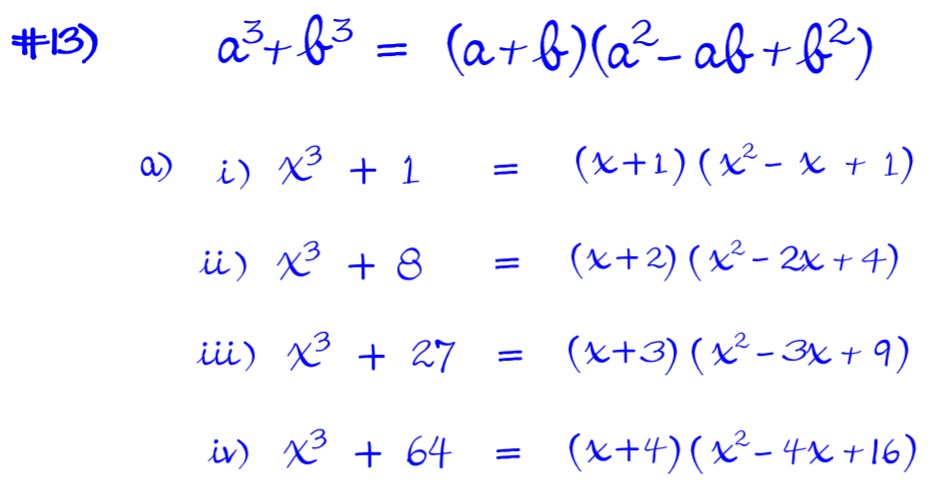 #13) a³+b³ = (a+b)(a²-ab+b²)
a) i) x³ + 1 = (x+1)(x²- x + 1)
ii) x³ + 8 = (x+2)(x²-2x+4)
iii) x³ + 27 = (x+3)(x²-3x+9)
iv) x³ + 64 = (x+4)(x²-4x+16)